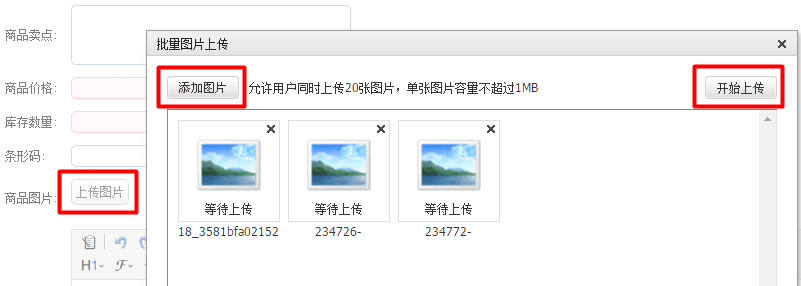 商品卖点：
批量图片上传
商品价格：
添加图片 允许用户同时上传20张图片，单张图片容量不超过1MB 开始上传
库存数量：
条形码：
商品图片： 上传图片
等待上传 等待上传 等待上传
18_3581bfa02152 234726- 234772-
H1 F